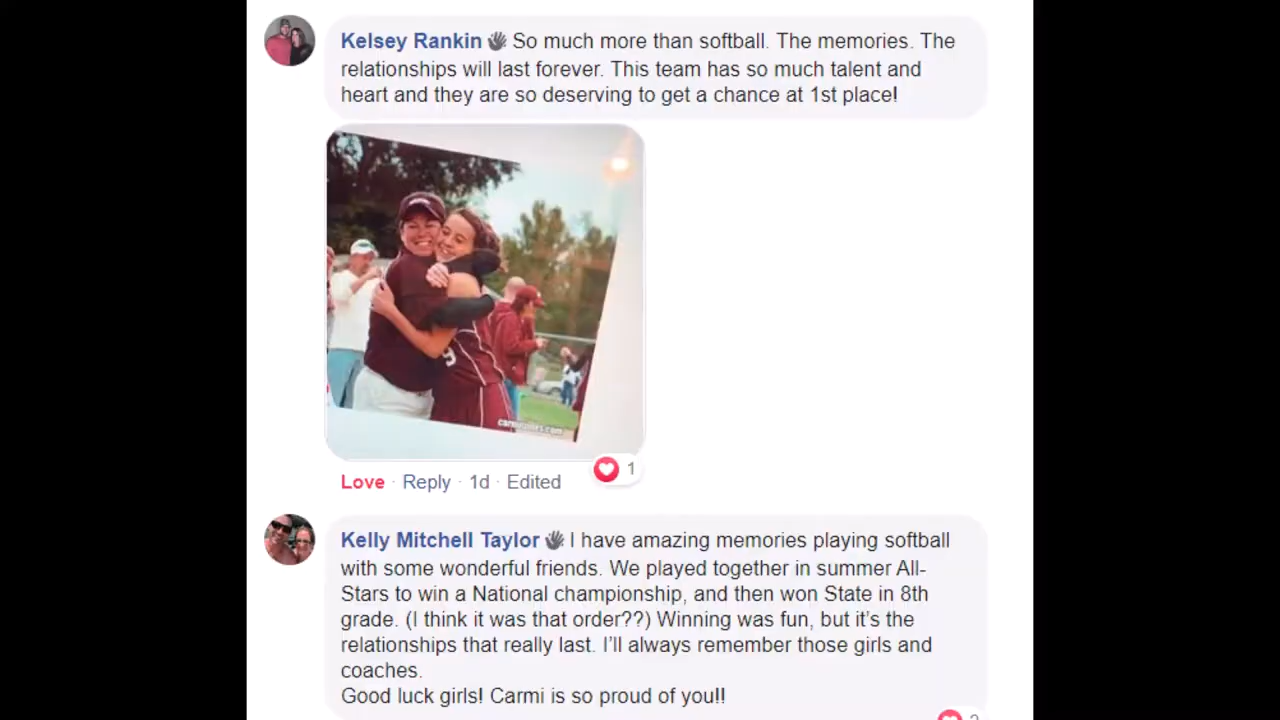 Kelsey Rankin 👋 So much more than softball. The memories. The
relationships will last forever. This team has so much talent and
heart and they are so deserving to get a chance at 1st place!
9
Love · Reply · 1d · Edited
1
Kelly Mitchell Taylor 👋 I have amazing memories playing softball
with some wonderful friends. We played together in summer All-
Stars to win a National championship, and then won State in 8th
grade. (I think it was that order??) Winning was fun, but it's the
relationships that really last. I'll always remember those girls and
coaches.
Good luck girls! Carmi is so proud of you!!